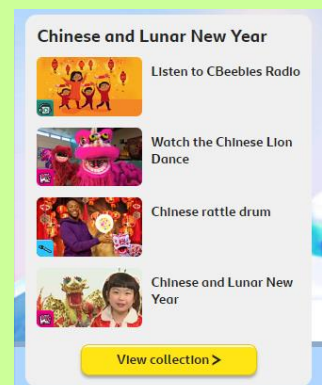 Chinese and Lunar New Year
Listen to CBeebies Radio
Watch the Chinese Lion
Dance
Chinese rattle drum
Chinese and Lunar New
Year
View collection >